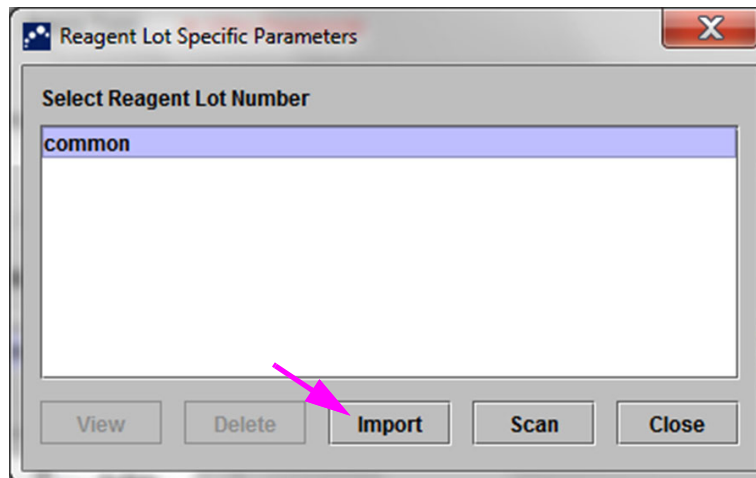 Reagent Lot Specific Parameters
Select Reagent Lot Number
common
View Delete Import Scan Close